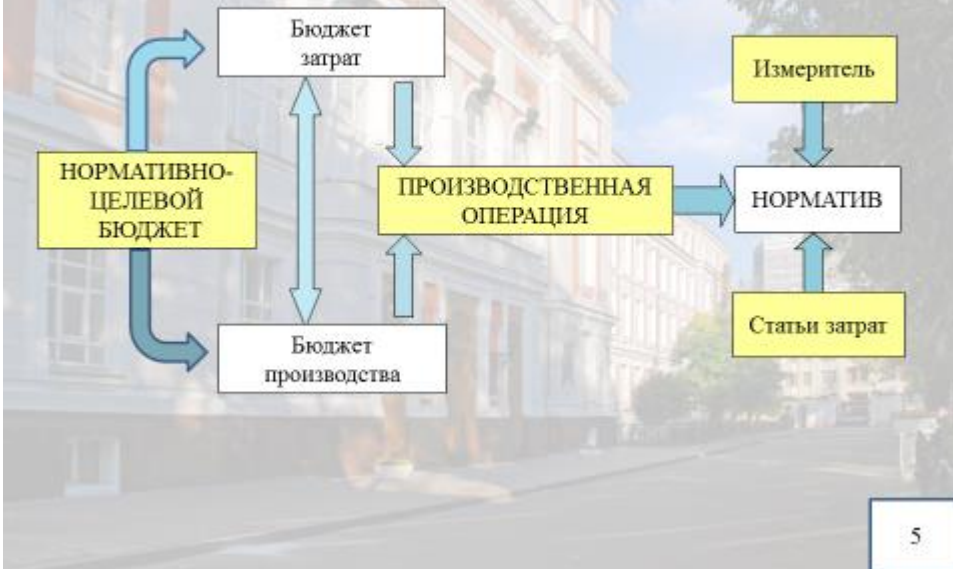 Бюджет
затрат
Измеритель
НОРМАТИВНО-
ЦЕЛЕВОЙ
БЮДЖЕТ
ПРОИЗВОДСТВЕННАЯ
ОПЕРАЦИЯ
НОРМАТИВ
Бюджет
производства
Статьи затрат
5